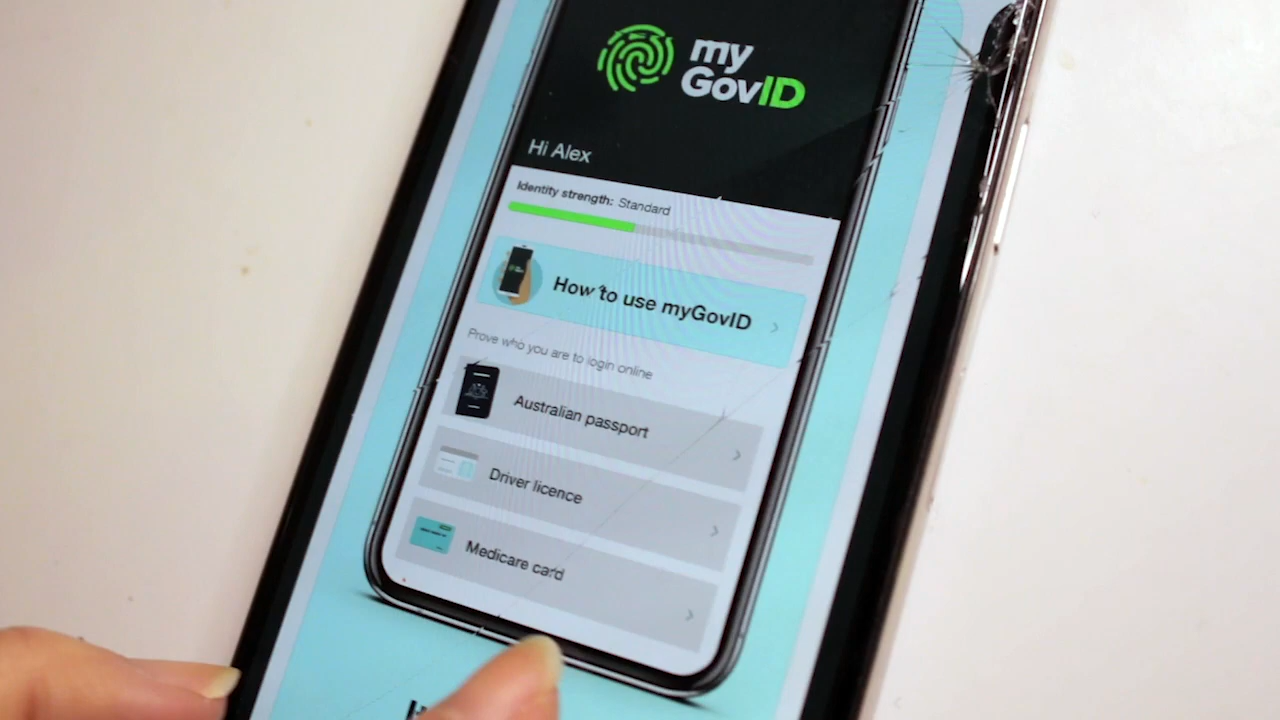 my
GovID
Hi Alex
Identity strength: Standard
How to use myGovID
Prove who you are to login online
Australian passport
Driver licence
Medicare card